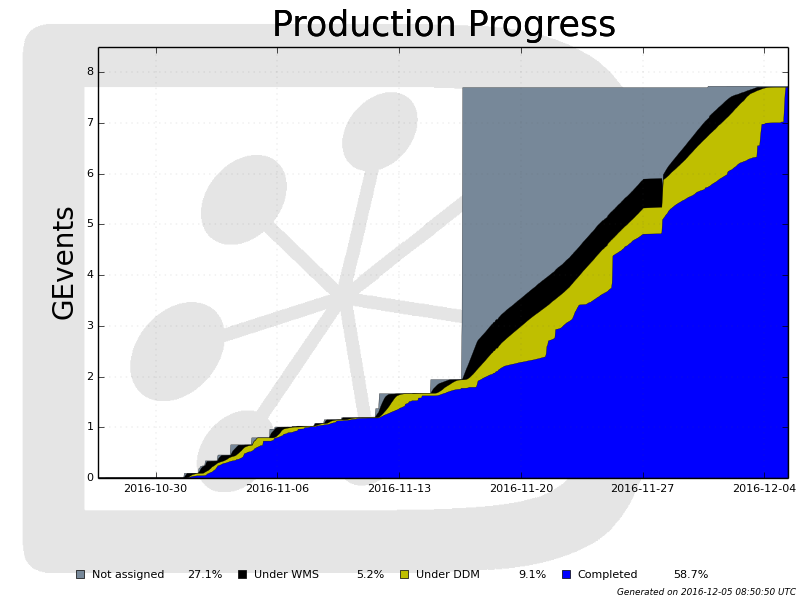 Production Progress
GEvents
8
7
6
5
4
3
2
1
0
2016-10-30 2016-11-06 2016-11-13 2016-11-20 2016-11-27 2016-12-04
Not assigned 27.1% Under WMS 5.2% Under DDM 9.1% Completed 58.7%
Generated on 2016-12-05 08:50:50 UTC